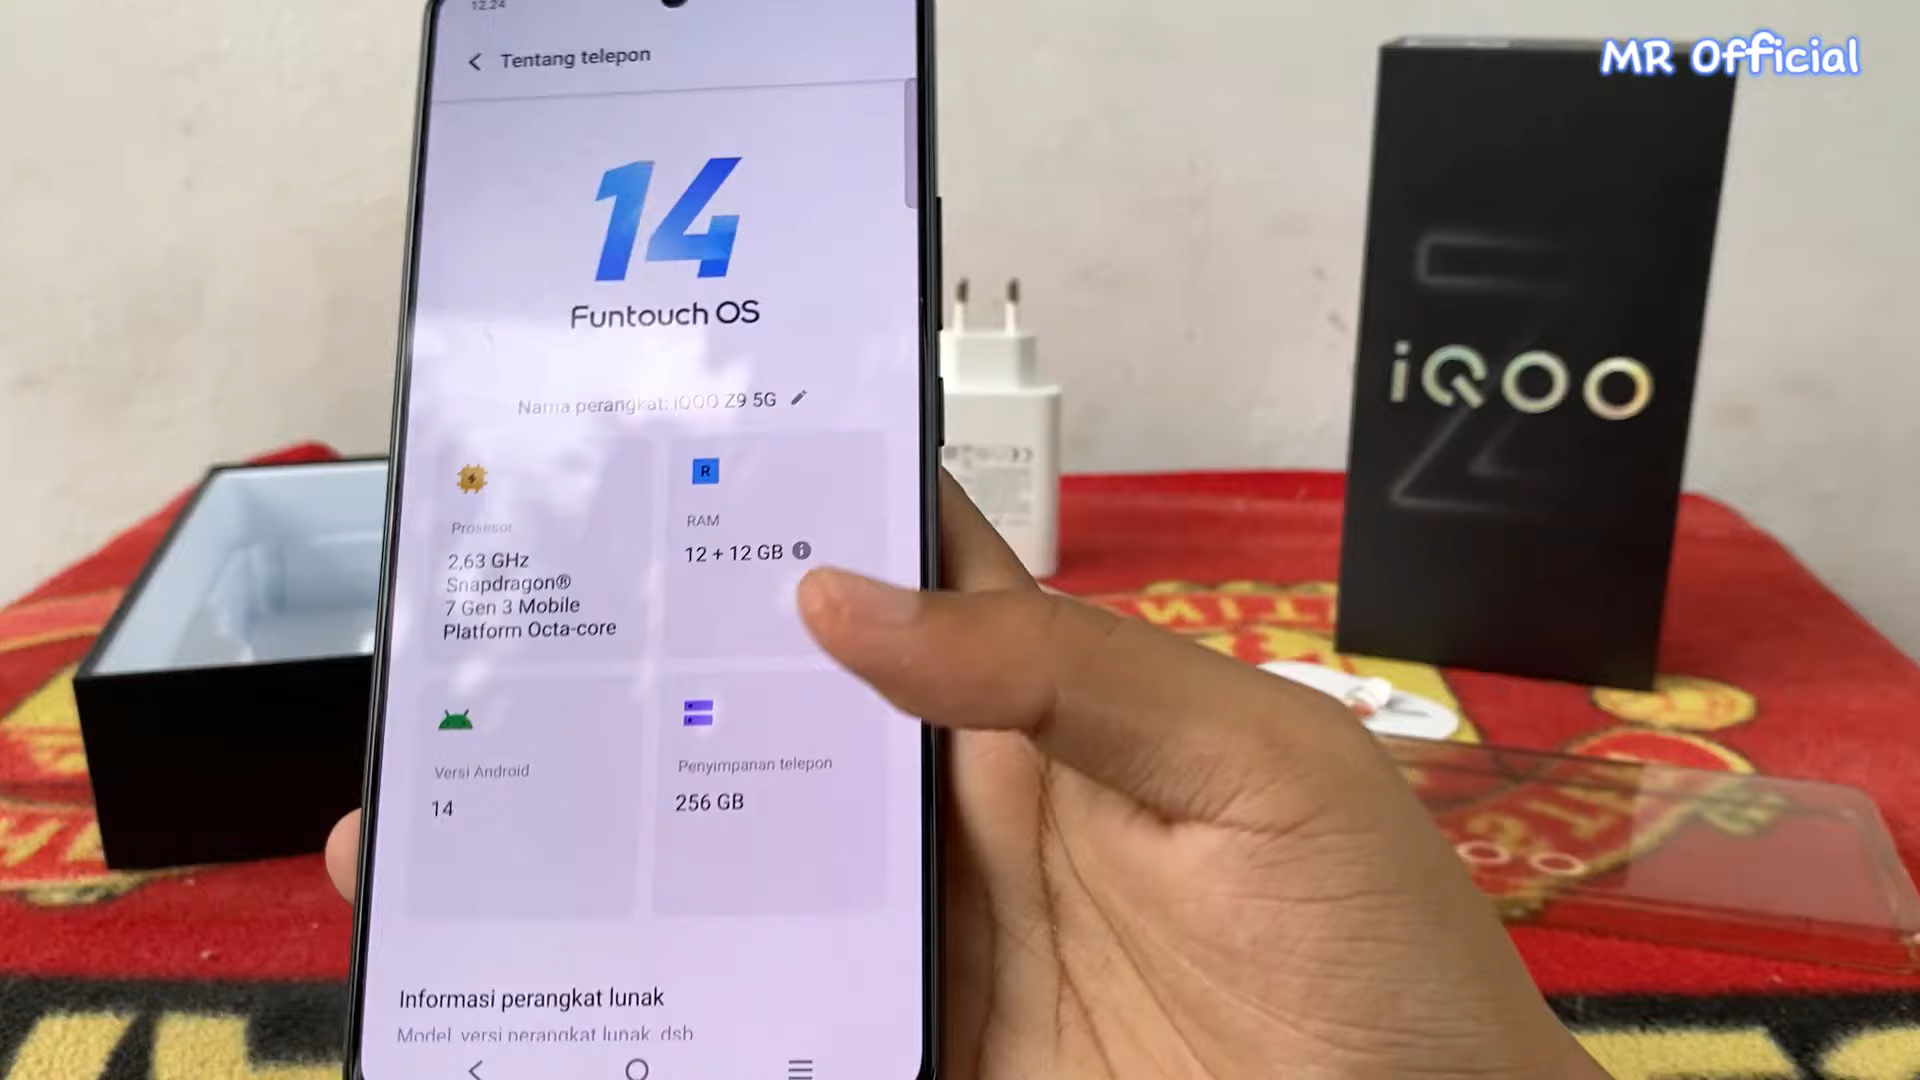 12.24
MR Official
Tentang telepon
14
Funtouch OS
Nama perangkat: iQOO Z9 5G
R
Prosesor
2,63 GHz
Snapdragon®
7 Gen 3 Mobile
Platform Octa-core
RAM
12 + 12 GB
Versi Android
14
Penyimpanan telepon
256 GB
Informasi perangkat lunak
Model, versi perangkat lunak, dsb
iQOO